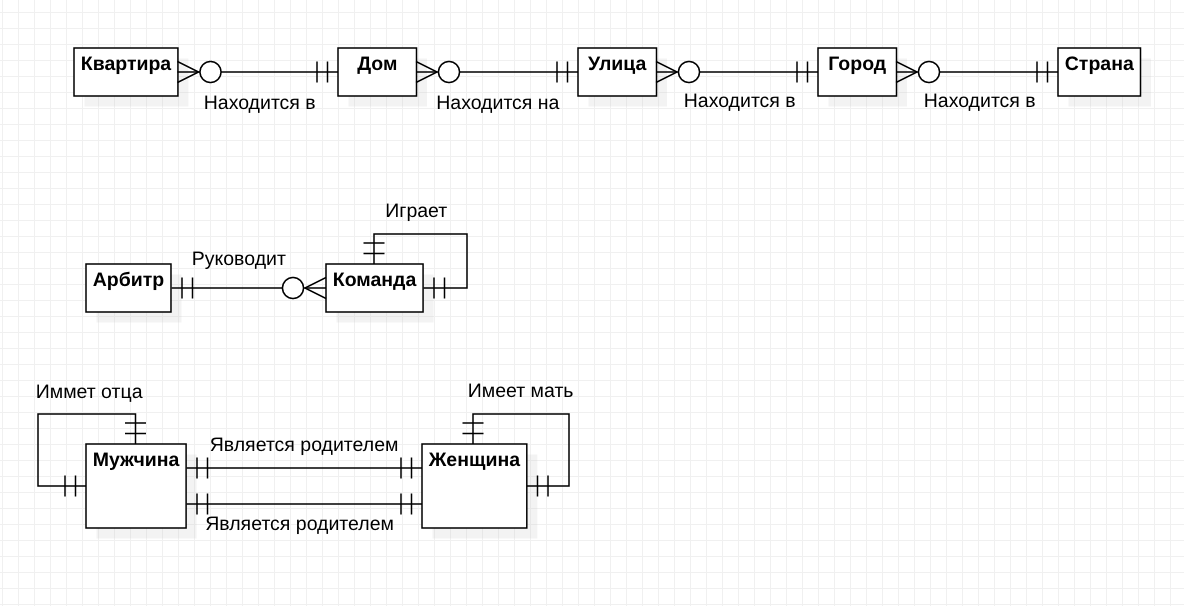 Квартира
Дом
Улица
Город
Страна
Находится в
Находится на
Находится в
Находится в
Играет
Руководит
Арбитр
Команда
Иммет отца
Имеет мать
Является родителем
Мужчина
Женщина
Является родителем